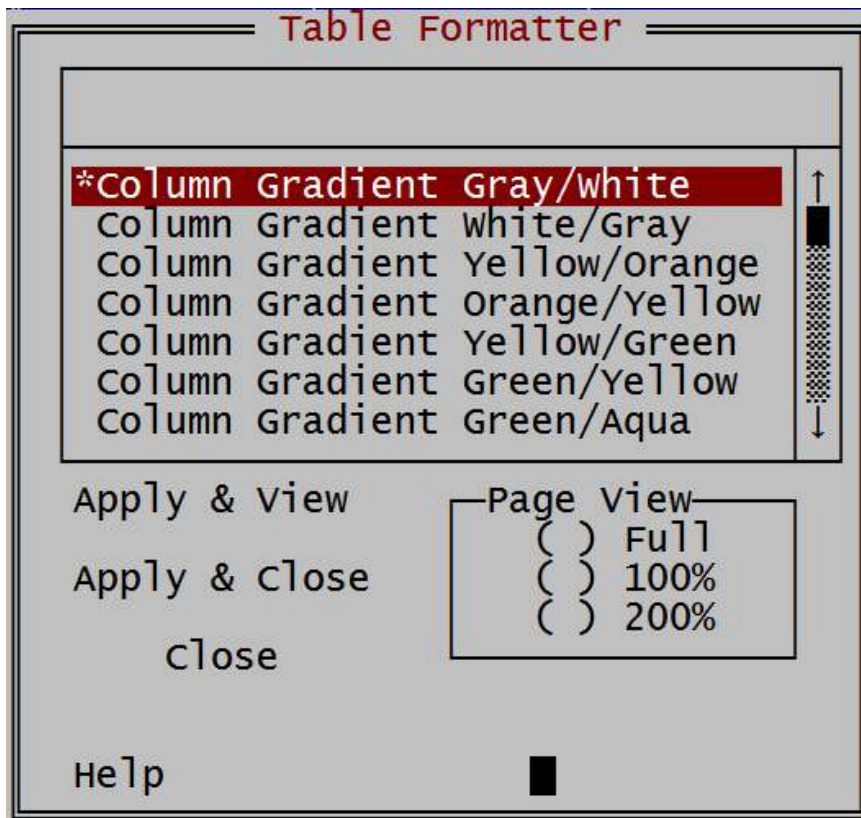 Table Formatter
*Column Gradient Gray/White
Column Gradient White/Gray
Column Gradient Yellow/Orange
Column Gradient Orange/Yellow
Column Gradient Yellow/Green
Column Gradient Green/Yellow
Column Gradient Green/Aqua
Apply & View
Page View
( ) Full
Apply & Close
( ) 100%
( ) 200%
Close
Help